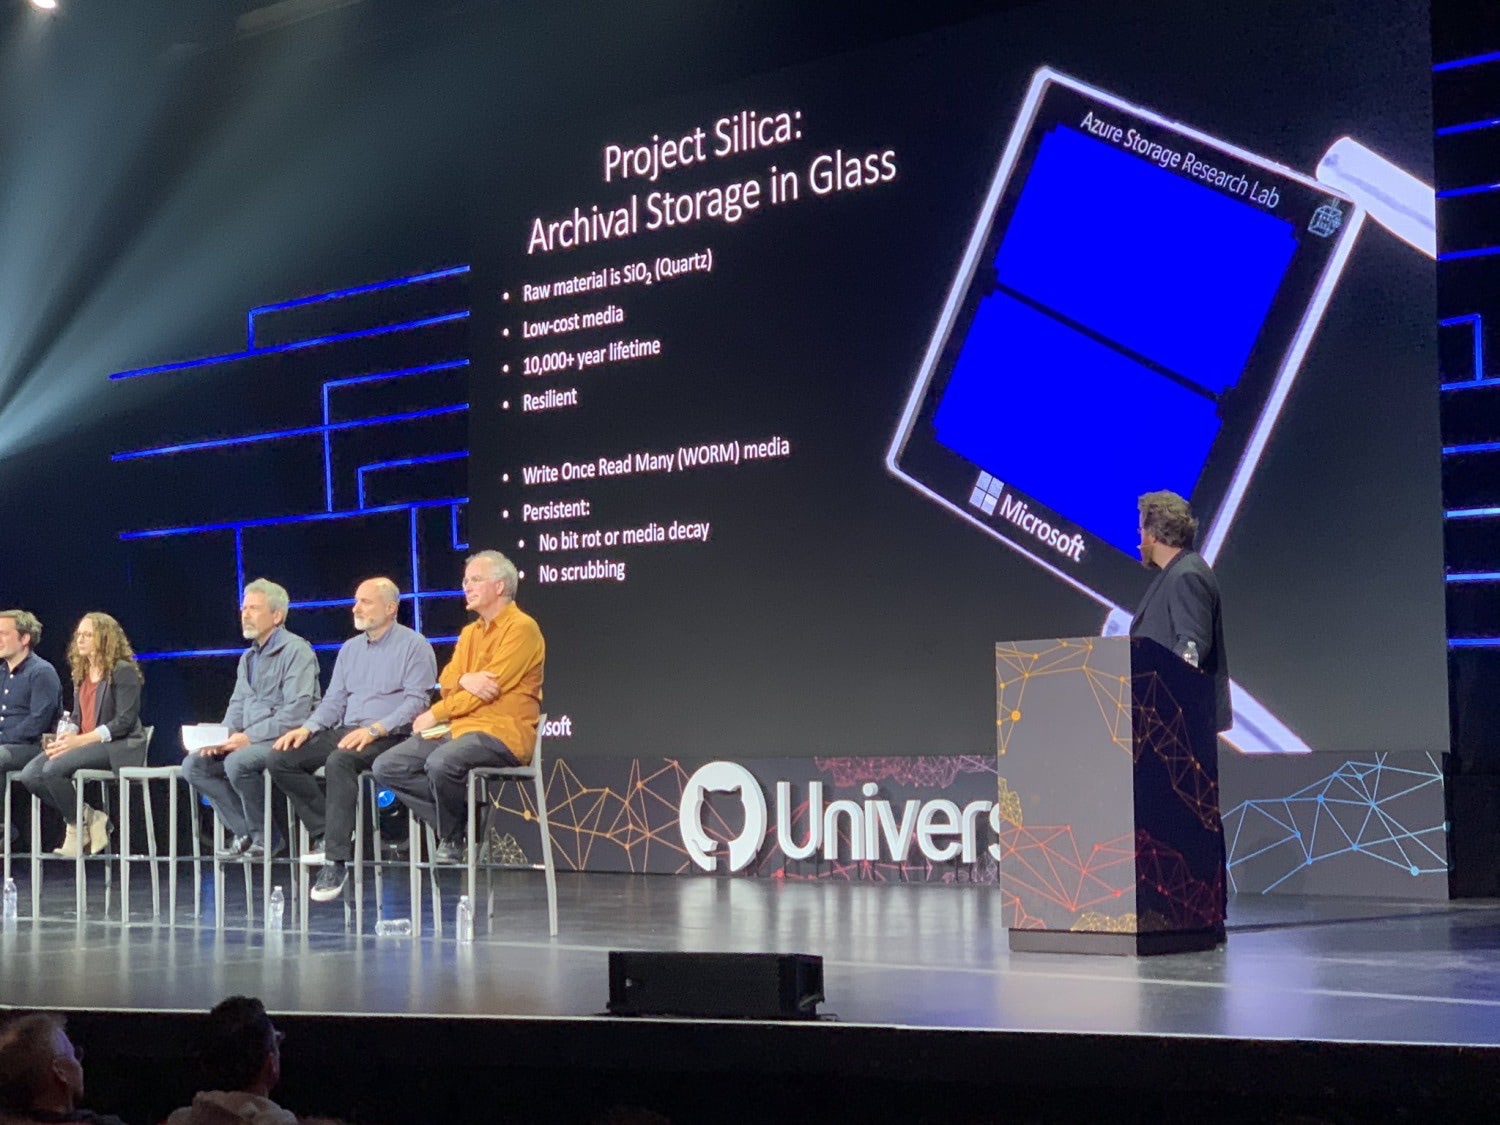 Project Silica:
Archival Storage in Glass
• Raw material is SiO₂ (Quartz)
• Low-cost media
• 10,000+ year lifetime
• Resilient
• Write Once Read Many (WORM) media
• Persistent:
• No bit rot or media decay
• No scrubbing
Azure Storage Research Lab
Microsoft
soft
Univers